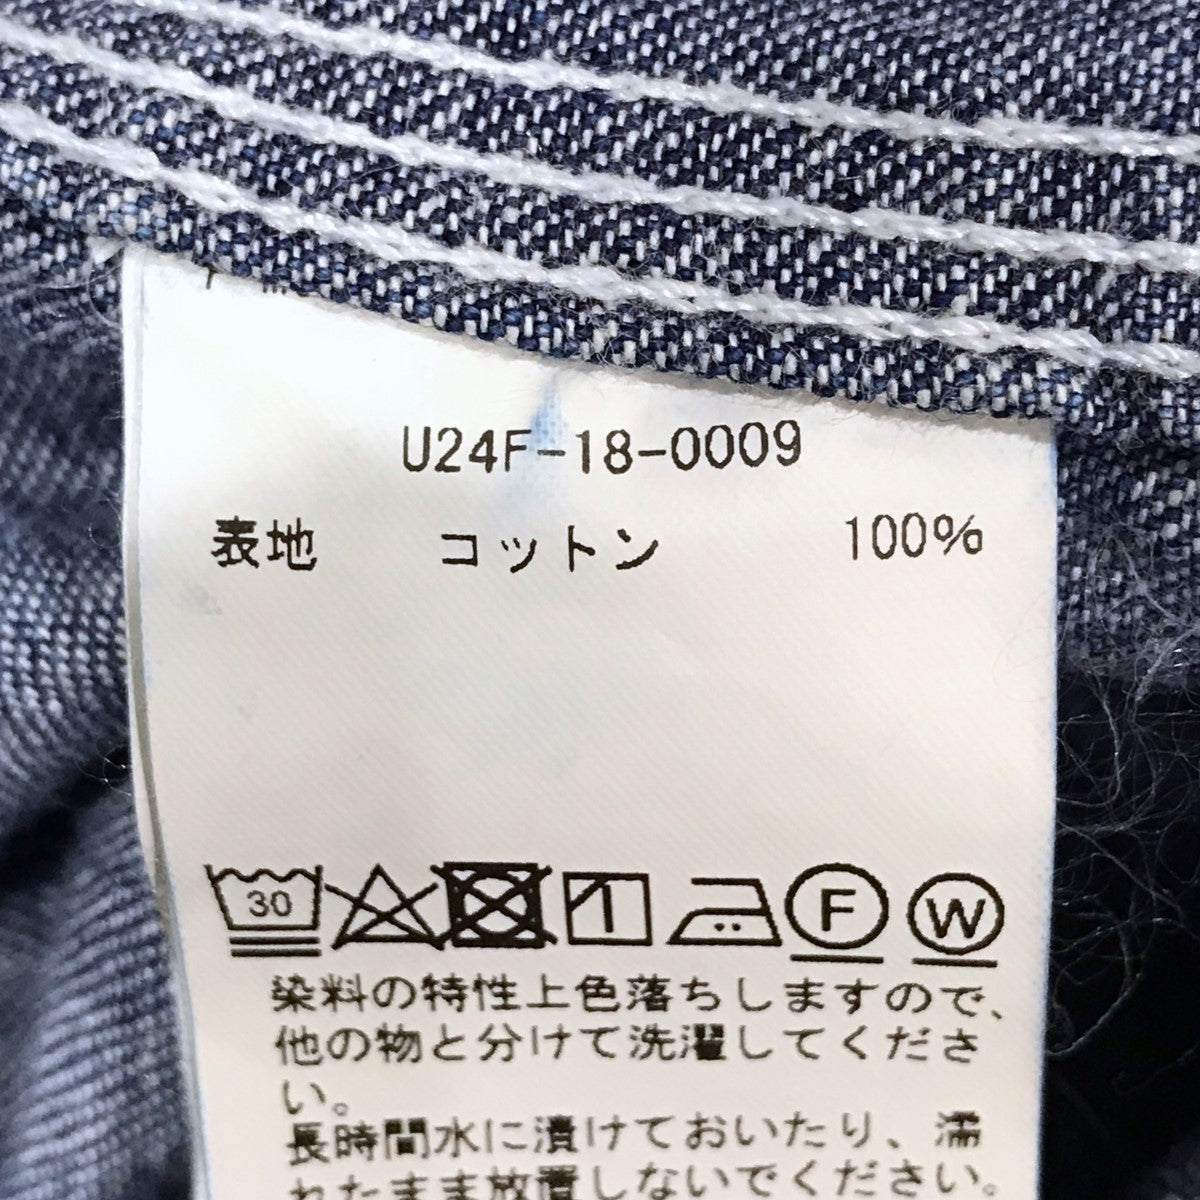 U24F-18-0009
表地 コットン 100%
30 F W
染料の特性上色落ちしますので、
他の物と分けて洗濯してくださ
い。
長時間水に漬けておいたり、濡
れたまま放置しないでください。